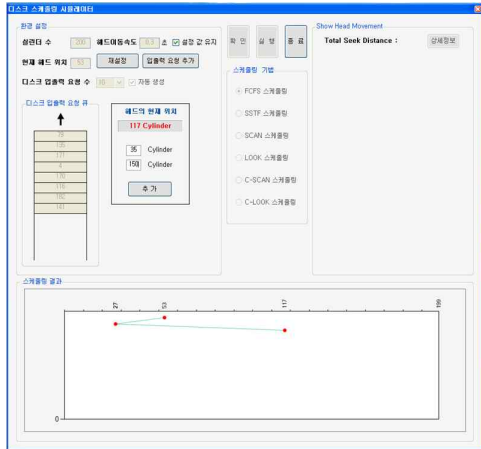 디스크 스케줄링 시뮬레이터
환경 설정
실린더 수 200 헤드이동속도 0.3 초 설정 값 유지
현재 헤드 위치 53 재설정 입출력 요청 추가
디스크 입출력 요청 수 10 자동 생성
디스크 입출력 요청 큐
79
105
171
4
170
116
192
141
헤드의 현재 위치
117 Cylinder
35 Cylinder
150 Cylinder
추 가
확 인 실 행 종 료
스케줄링 기법
FCFS 스케줄링
SSTF 스케줄링
SCAN 스케줄링
LOOK 스케줄링
C-SCAN 스케줄링
C-LOOK 스케줄링
Show Head Movement
Total Seek Distance : 상세정보
스케줄링 결과
27 53 117 199
0